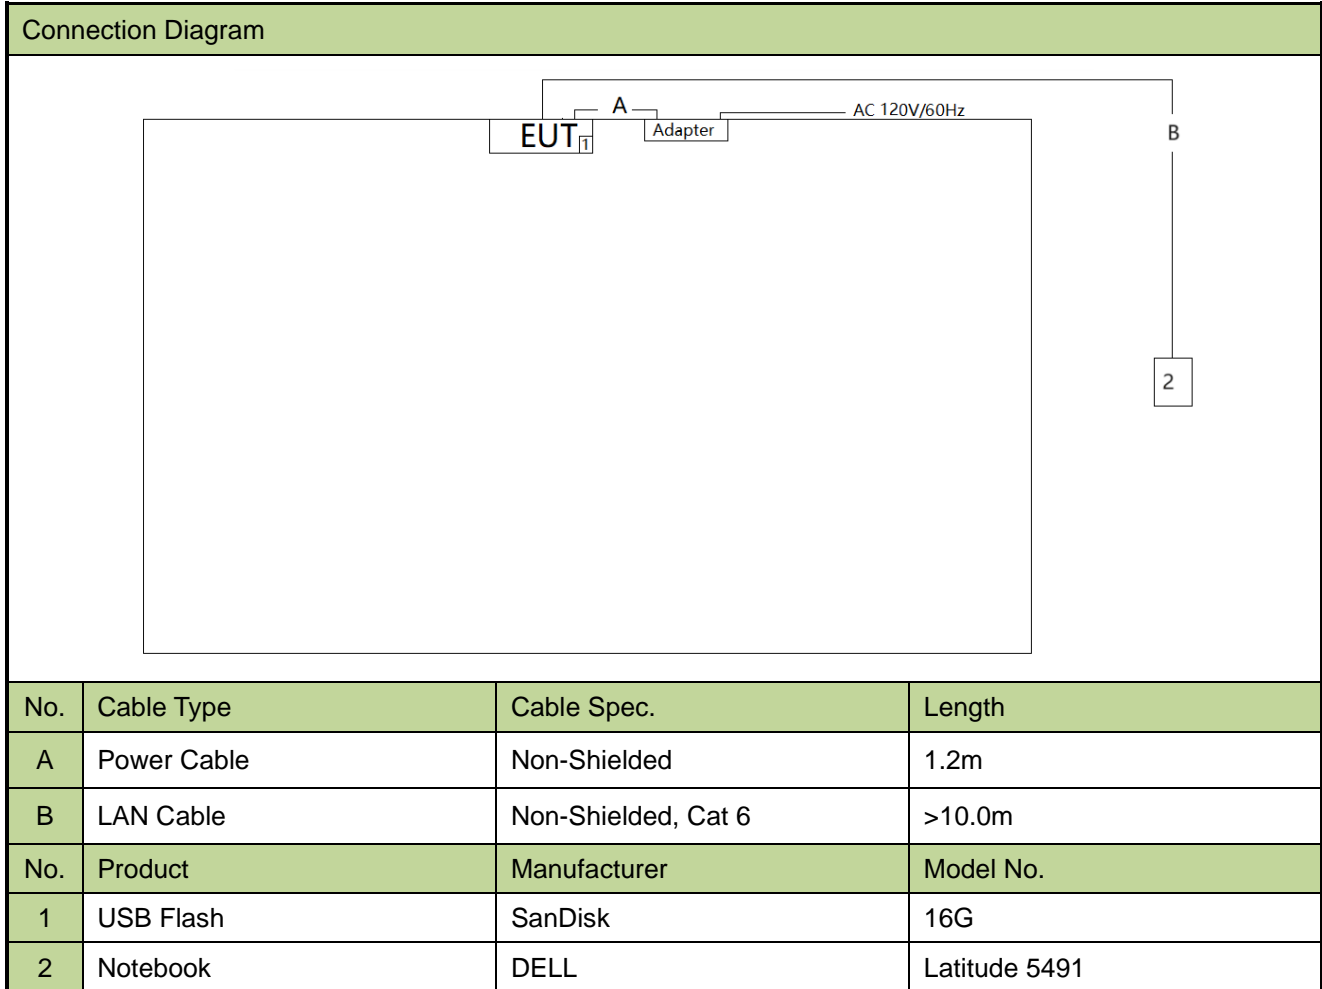 Connection Diagram
A
AC 120V/60Hz
EUT 1
Adapter
B
2
No. Cable Type Cable Spec. Length
A Power Cable Non-Shielded 1.2m
B LAN Cable Non-Shielded, Cat 6 >10.0m
No. Product Manufacturer Model No.
1 USB Flash SanDisk 16G
2 Notebook DELL Latitude 5491